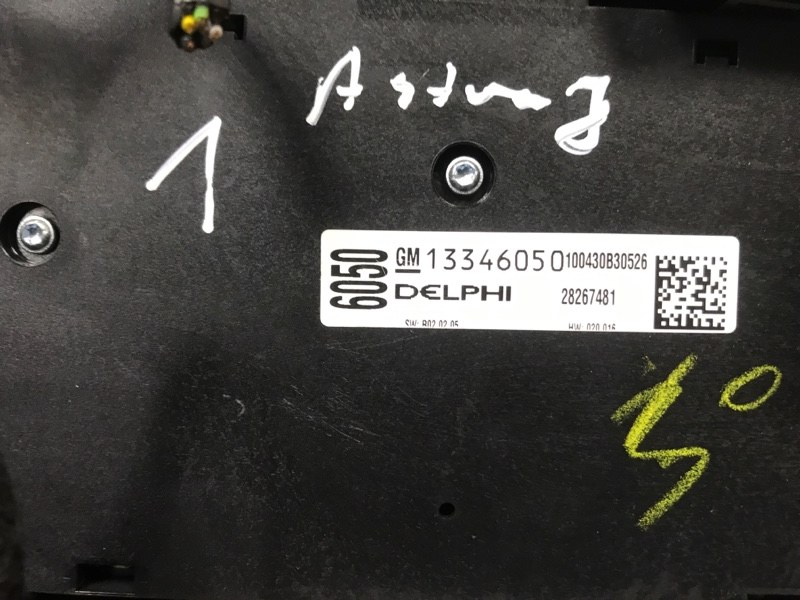 Astra J
1
6050
GM 13346050 100430B30526
DELPHI 28267481
SW: B02.02.05 HW: 020.016